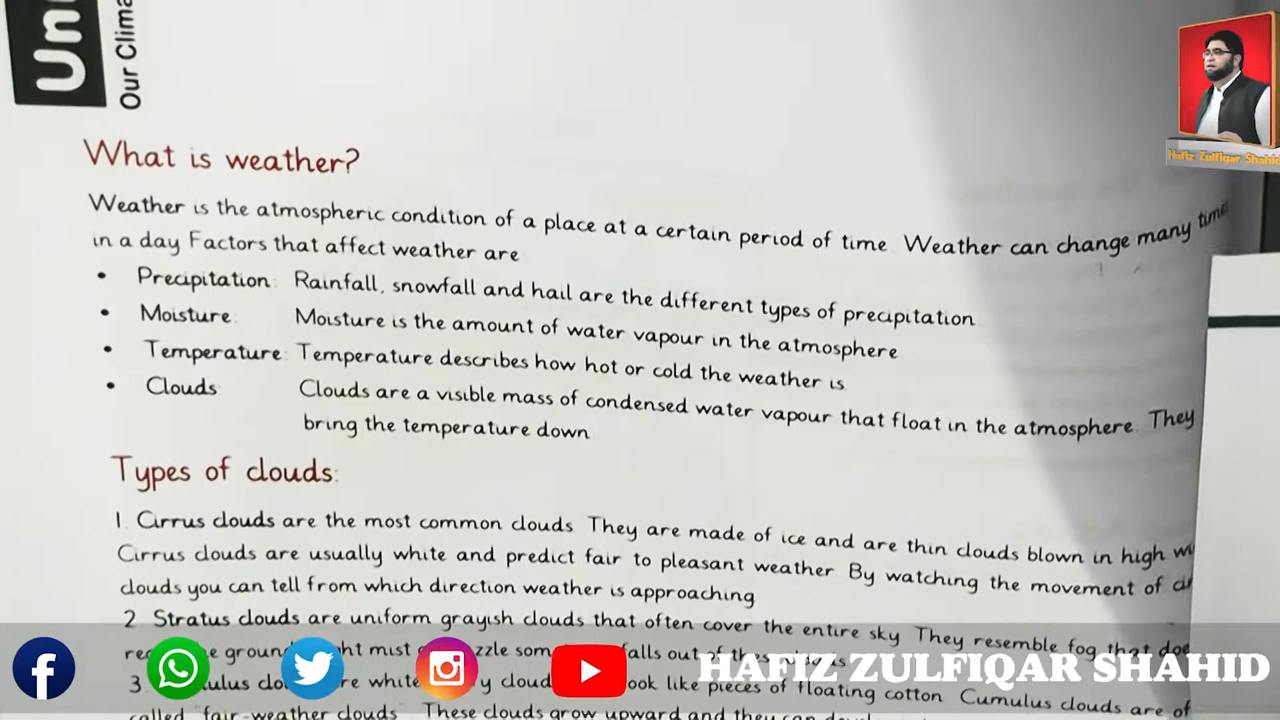 Un
Our Clima
Hafiz Zulfiqar Shahid
What is weather?
Weather is the atmospheric condition of a place at a certain period of time Weather can change many times
in a day Factors that affect weather are
• Precipitation: Rainfall, snowfall and hail are the different types of precipitation
• Moisture: Moisture is the amount of water vapour in the atmosphere
• Temperature: Temperature describes how hot or cold the weather is
• Clouds Clouds are a visible mass of condensed water vapour that float in the atmosphere. They
bring the temperature down
Types of clouds:
1. Cirrus clouds are the most common clouds They are made of ice and are thin clouds blown in high wi
Cirrus clouds are usually white and predict fair to pleasant weather By watching the movement of cir
clouds you can tell from which direction weather is approaching
2 Stratus clouds are uniform grayish clouds that often cover the entire sky They resemble fog that doe
falls out of these
3 white look like pieces of floating cotton Cumulus clouds are of
called "fair-weather clouds" These clouds grow upward and they can
HAFIZ ZULFIQAR SHAHID